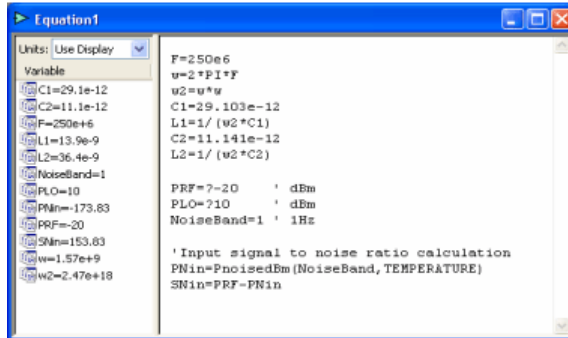 Equation1
Units: Use Display
Variable
C1=29.1e-12
C2=11.1e-12
F=250e+6
L1=13.9e-9
L2=36.4e-9
NoiseBand=1
PLO=10
PNin=-173.83
PRF=-20
SNin=153.83
w=1.57e+9
w2=2.47e+18
F=250e6
w=2*PI*F
w2=w*w
C1=29.103e-12
L1=1/(w2*C1)
C2=11.141e-12
L2=1/(w2*C2)
PRF=?-20 ' dBm
PLO=?10 ' dBm
NoiseBand=1 ' 1Hz
'Input signal to noise ratio calculation
PNin=PnoisedBm(NoiseBand,TEMPERATURE)
SNin=PRF-PNin